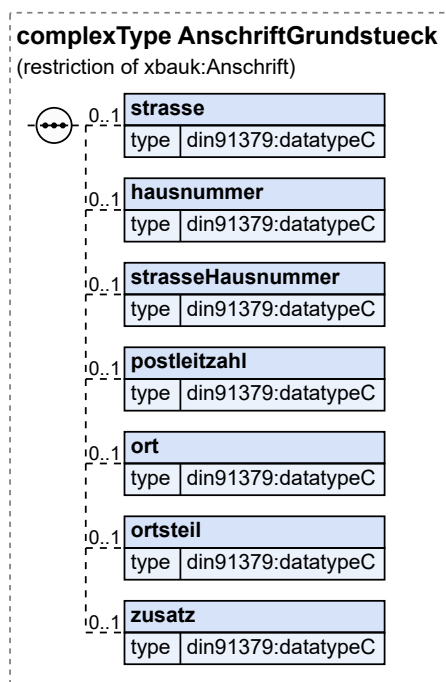 complexType AnschriftGrundstueck
(restriction of xbauk:Anschrift)
0..1 strasse
type din91379:datatypeC
0..1 hausnummer
type din91379:datatypeC
0..1 strasseHausnummer
type din91379:datatypeC
0..1 postleitzahl
type din91379:datatypeC
0..1 ort
type din91379:datatypeC
0..1 ortsteil
type din91379:datatypeC
0..1 zusatz
type din91379:datatypeC